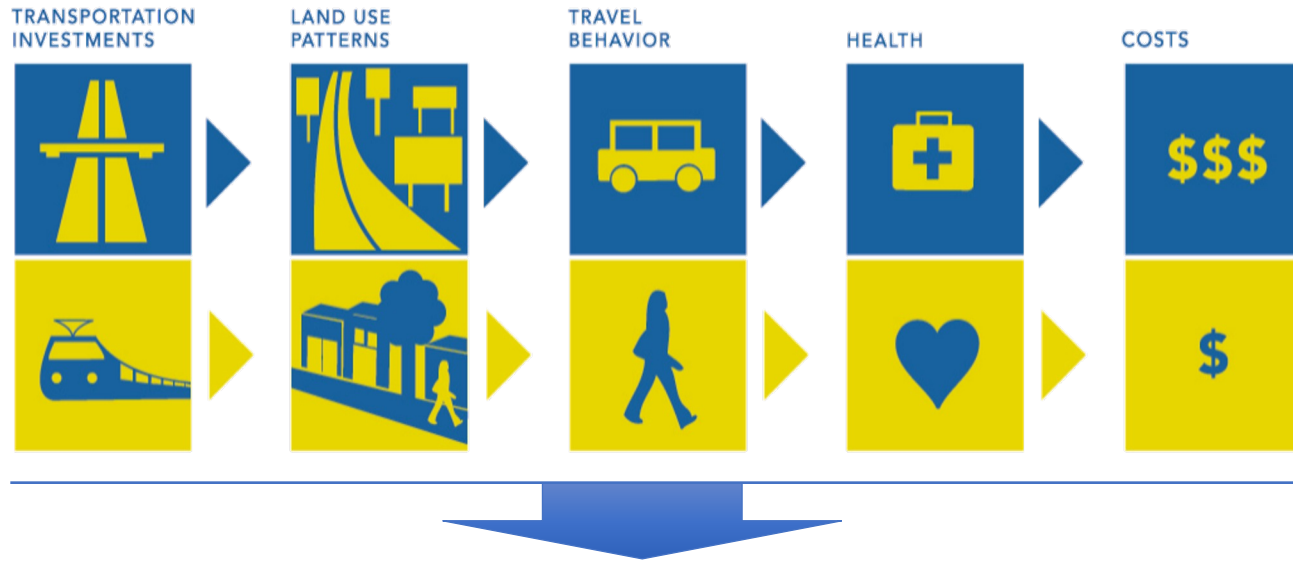 TRANSPORTATION
INVESTMENTS
LAND USE
PATTERNS
TRAVEL
BEHAVIOR
HEALTH
COSTS
$$$
$